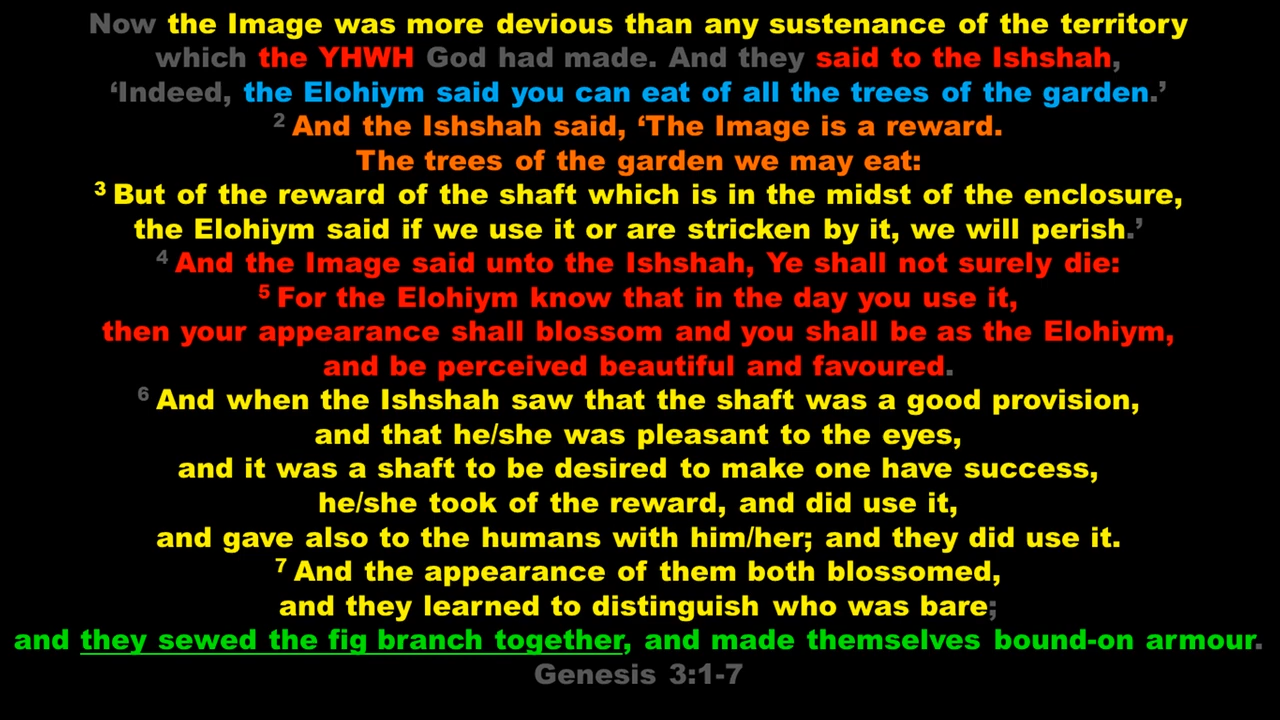 Now the Image was more devious than any sustenance of the territory
which the YHWH God had made. And they said to the Ishshah,
‘Indeed, the Elohiym said you can eat of all the trees of the garden.’
2 And the Ishshah said, ‘The Image is a reward.
The trees of the garden we may eat:
3 But of the reward of the shaft which is in the midst of the enclosure,
the Elohiym said if we use it or are stricken by it, we will perish.’
4 And the Image said unto the Ishshah, Ye shall not surely die:
5 For the Elohiym know that in the day you use it,
then your appearance shall blossom and you shall be as the Elohiym,
and be perceived beautiful and favoured.
6 And when the Ishshah saw that the shaft was a good provision,
and that he/she was pleasant to the eyes,
and it was a shaft to be desired to make one have success,
he/she took of the reward, and did use it,
and gave also to the humans with him/her; and they did use it.
7 And the appearance of them both blossomed,
and they learned to distinguish who was bare;
and they sewed the fig branch together, and made themselves bound-on armour.
Genesis 3:1-7